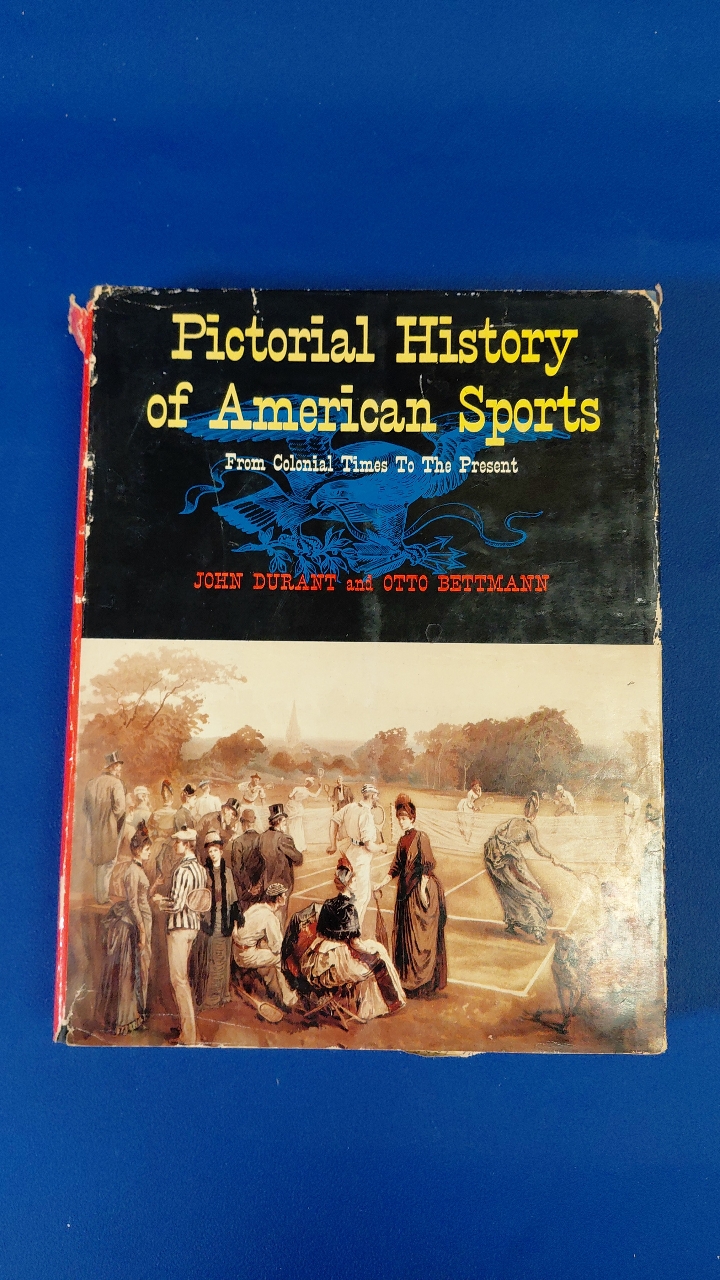 Pictorial History
of American Sports
From Colonial Times To The Present
JOHN DURANT and OTTO BETTMANN